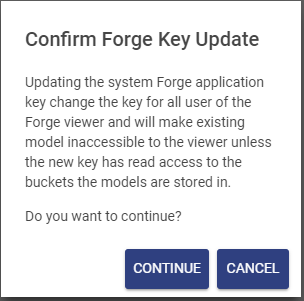 Confirm Forge Key Update
Updating the system Forge application
key change the key for all user of the
Forge viewer and will make existing
model inaccessible to the viewer unless
the new key has read access to the
buckets the models are stored in.
Do you want to continue?
CONTINUE
CANCEL